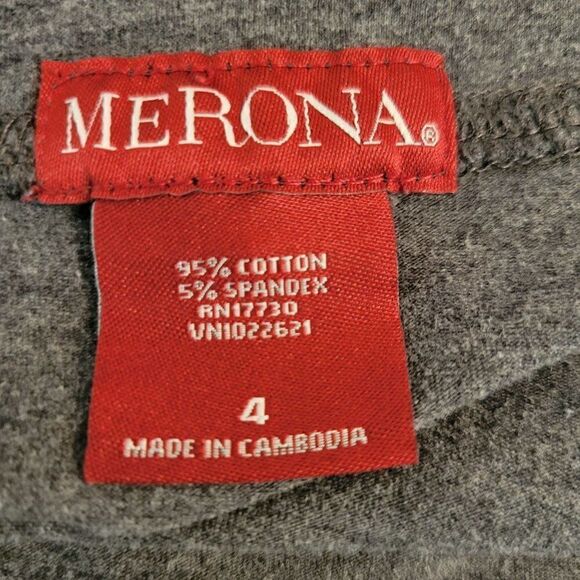 MERONA®
95% COTTON
5% SPANDEX
RN17730
VN1022621
4
MADE IN CAMBODIA